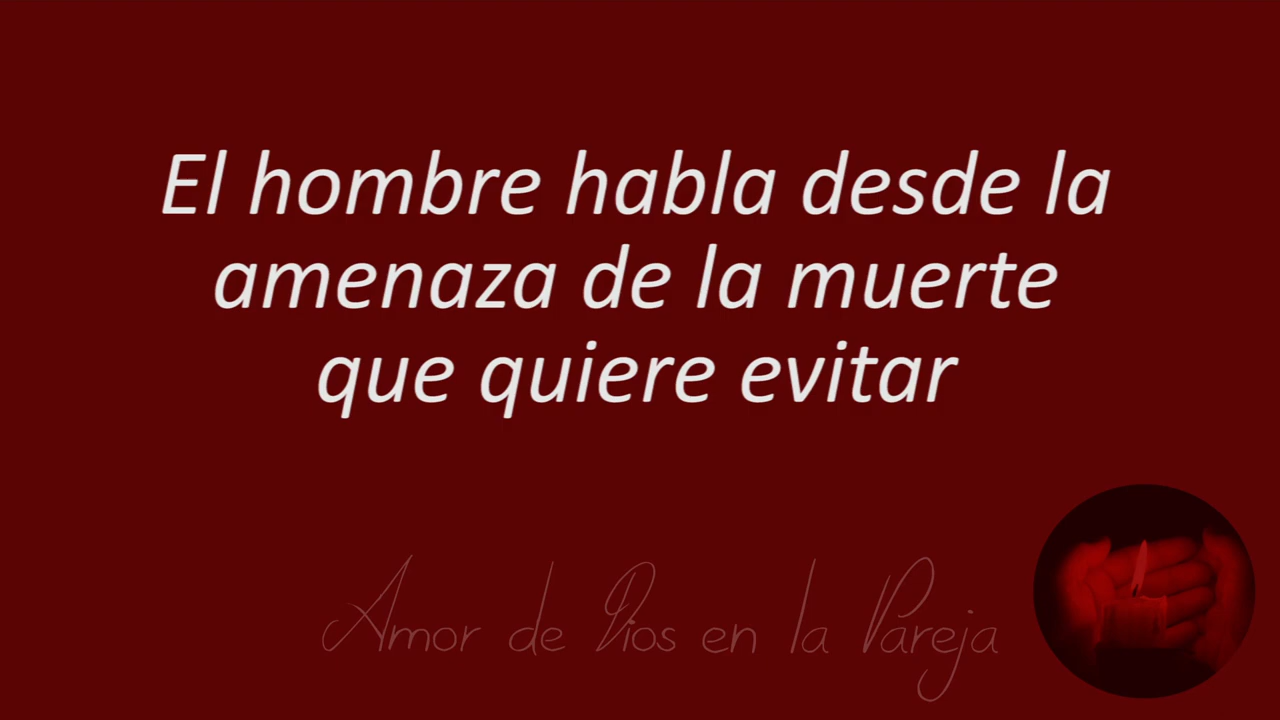 El hombre habla desde la
amenaza de la muerte
que quiere evitar
Amor de Dios en la Pareja